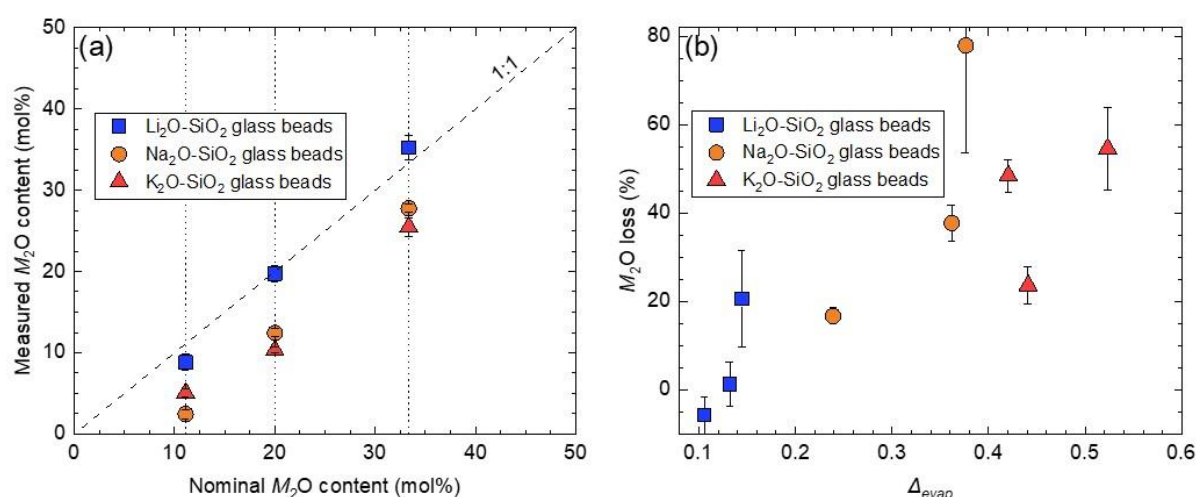 (a)
Measured M₂O content (mol%)
50
40
30
20
10
0
1:1
Li₂O-SiO₂ glass beads
Na₂O-SiO₂ glass beads
K₂O-SiO₂ glass beads
0 10 20 30 40 50
Nominal M₂O content (mol%)
(b)
M₂O loss (%)
80
60
40
20
0
Li₂O-SiO₂ glass beads
Na₂O-SiO₂ glass beads
K₂O-SiO₂ glass beads
0.1 0.2 0.3 0.4 0.5 0.6
Δevap